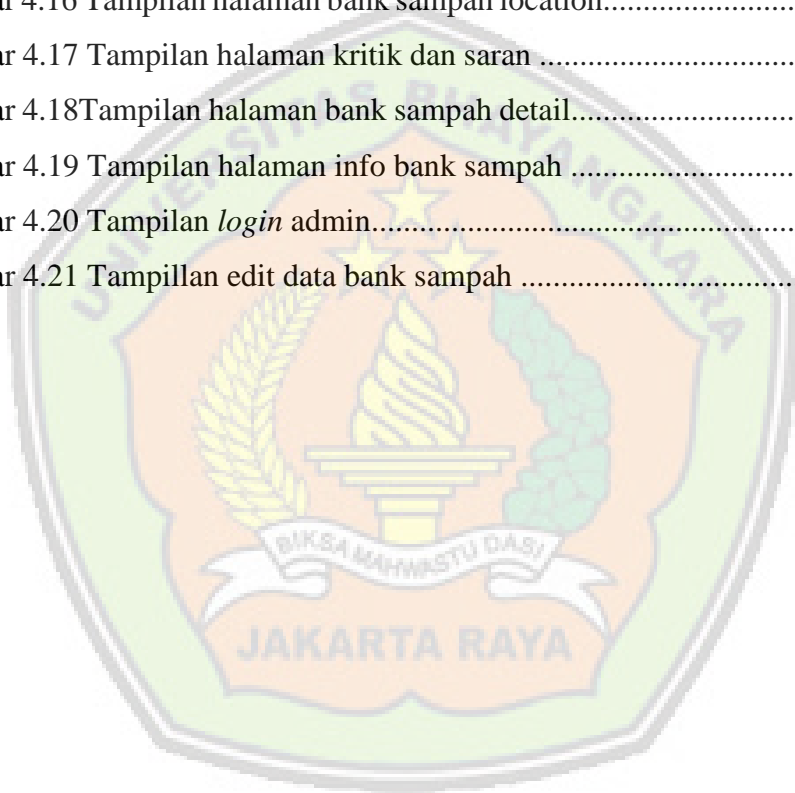 ar 4.16 Tampilan halaman bank sampah location........................
ar 4.17 Tampilan halaman kritik dan saran ................................
ar 4.18Tampilan halaman bank sampah detail............................
ar 4.19 Tampilan halaman info bank sampah ............................
ar 4.20 Tampilan login admin....................................................
ar 4.21 Tampillan edit data bank sampah ..................................
UNIVERSITAS BHAYANGKARA
BIKSA MAHWASTU DASI
JAKARTA RAYA